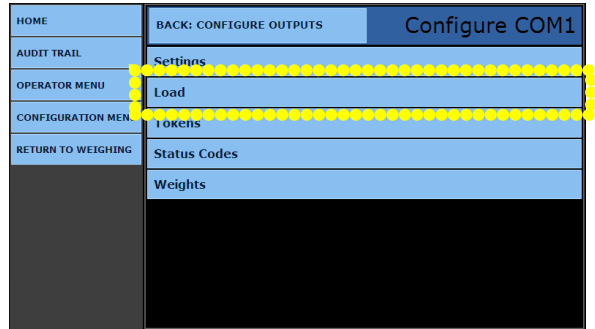 HOME
AUDIT TRAIL
OPERATOR MENU
CONFIGURATION MENU
RETURN TO WEIGHING
BACK: CONFIGURE OUTPUTS
Configure COM1
Settings
Load
Tokens
Status Codes
Weights